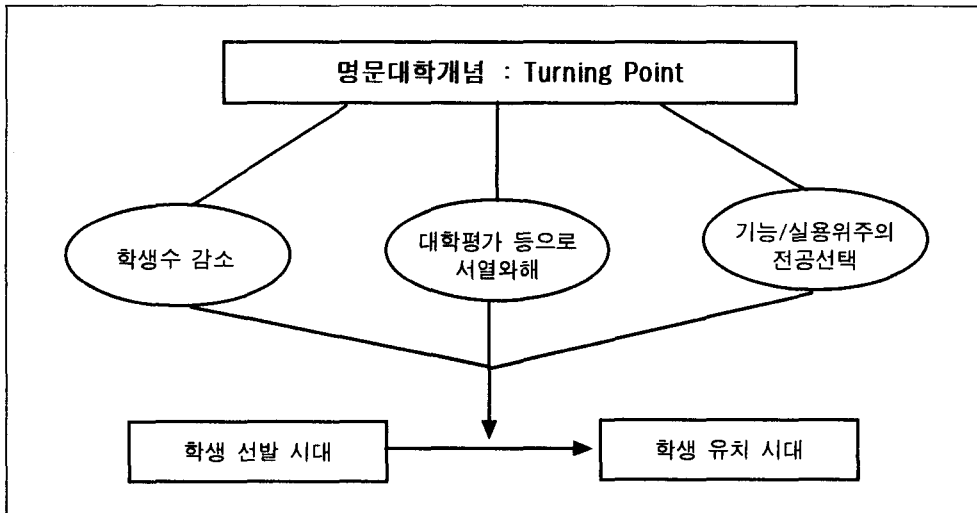 명문대학개념 : Turning Point
학생수 감소
대학평가 등으로
서열와해
기능/실용위주의
전공선택
학생 선발 시대
학생 유치 시대